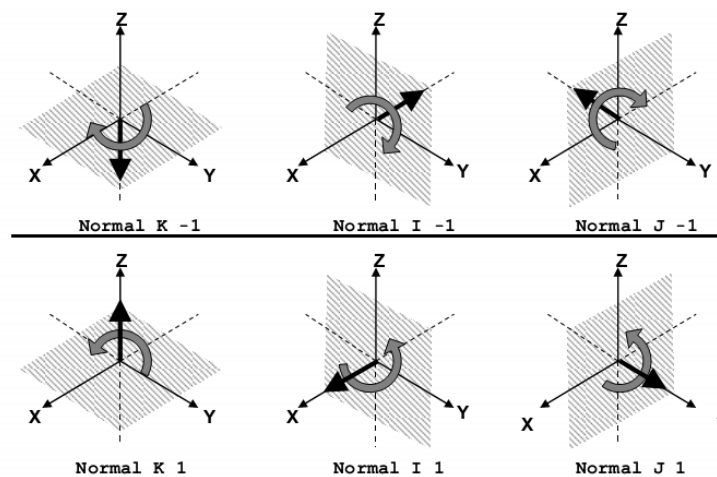 Z Z Z
X Y X Y X Y
Normal K -1 Normal I -1 Normal J -1
Z Z Z
X Y X Y X
Normal K 1 Normal I 1 Normal J 1